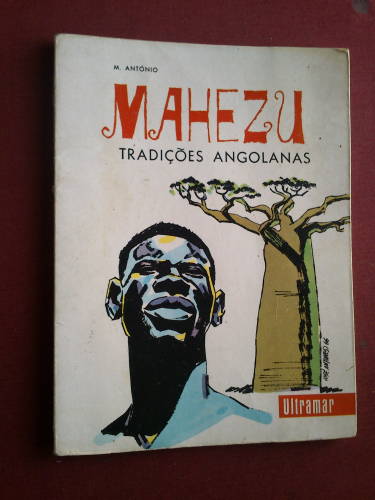 M. ANTÓNIO
MAHEZU
TRADIÇÕES ANGOLANAS
Ultramar